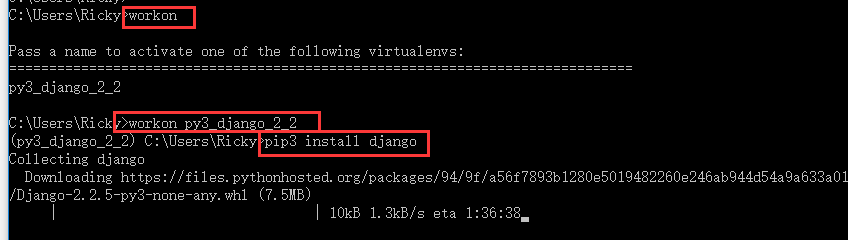 C:\Users\Ricky>workon
Pass a name to activate one of the following virtualenvs:
==============================================================================
py3_django_2_2
C:\Users\Ricky>workon py3_django_2_2
(py3_django_2_2) C:\Users\Ricky>pip3 install django
Collecting django
Downloading https://files.pythonhosted.org/packages/94/9f/a56f7893b1280e5019482260e246ab944d54a9a633a01
/Django-2.2.5-py3-none-any.whl (7.5MB)
| | 10kB 1.3kB/s eta 1:36:38